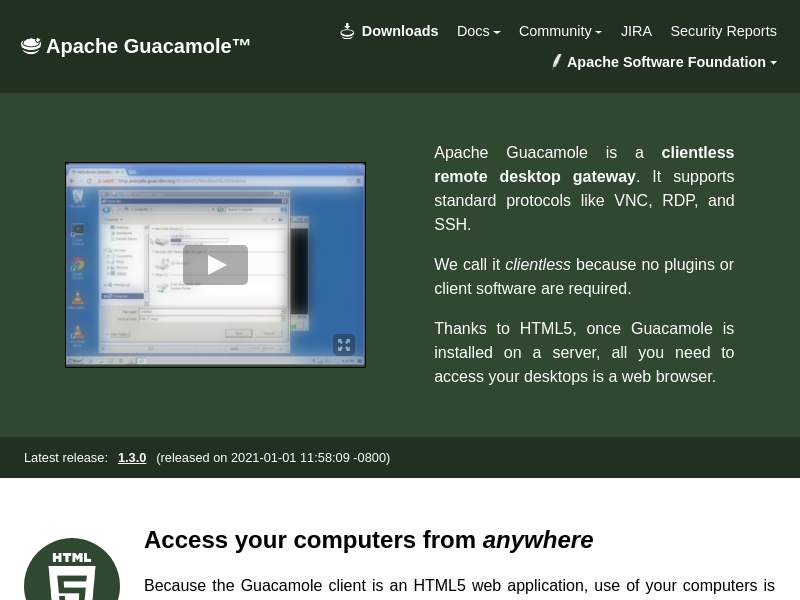 Apache Guacamole™
Downloads Docs Community JIRA Security Reports
Apache Software Foundation
Apache Guacamole is a clientless
remote desktop gateway. It supports
standard protocols like VNC, RDP, and
SSH.
We call it clientless because no plugins or
client software are required.
Thanks to HTML5, once Guacamole is
installed on a server, all you need to
access your desktops is a web browser.
Latest release: 1.3.0 (released on 2021-01-01 11:58:09 -0800)
HTML
Access your computers from anywhere
Because the Guacamole client is an HTML5 web application, use of your computers is